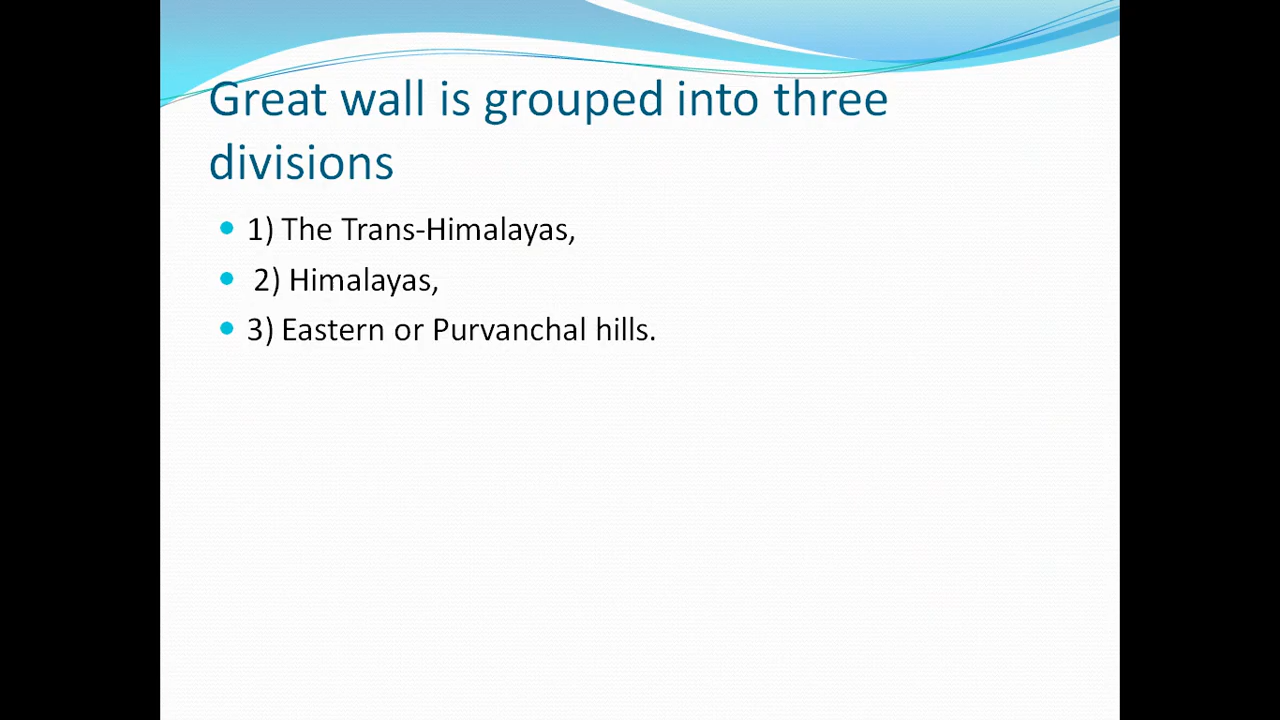 Great wall is grouped into three
divisions
1) The Trans-Himalayas,
2) Himalayas,
3) Eastern or Purvanchal hills.